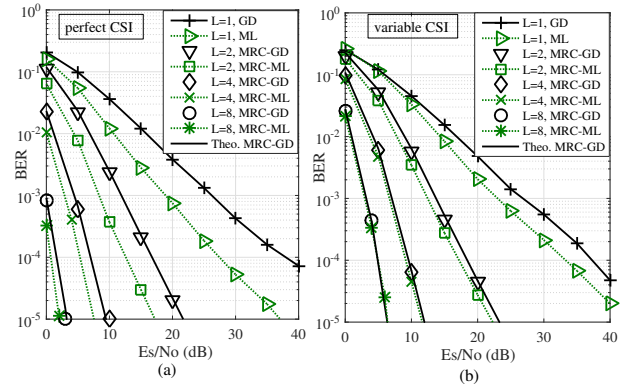 perfect CSI
L=1, GD
L=1, ML
L=2, MRC-GD
L=2, MRC-ML
L=4, MRC-GD
L=4, MRC-ML
L=8, MRC-GD
L=8, MRC-ML
Theo. MRC-GD
10^0
10^-1
10^-2
10^-3
10^-4
10^-5
BER
0 10 20 30 40
Es/No (dB)
(a)
variable CSI
L=1, GD
L=1, ML
L=2, MRC-GD
L=2, MRC-ML
L=4, MRC-GD
L=4, MRC-ML
L=8, MRC-GD
L=8, MRC-ML
Theo. MRC-GD
10^0
10^-1
10^-2
10^-3
10^-4
10^-5
BER
0 10 20 30 40
Es/No (dB)
(b)